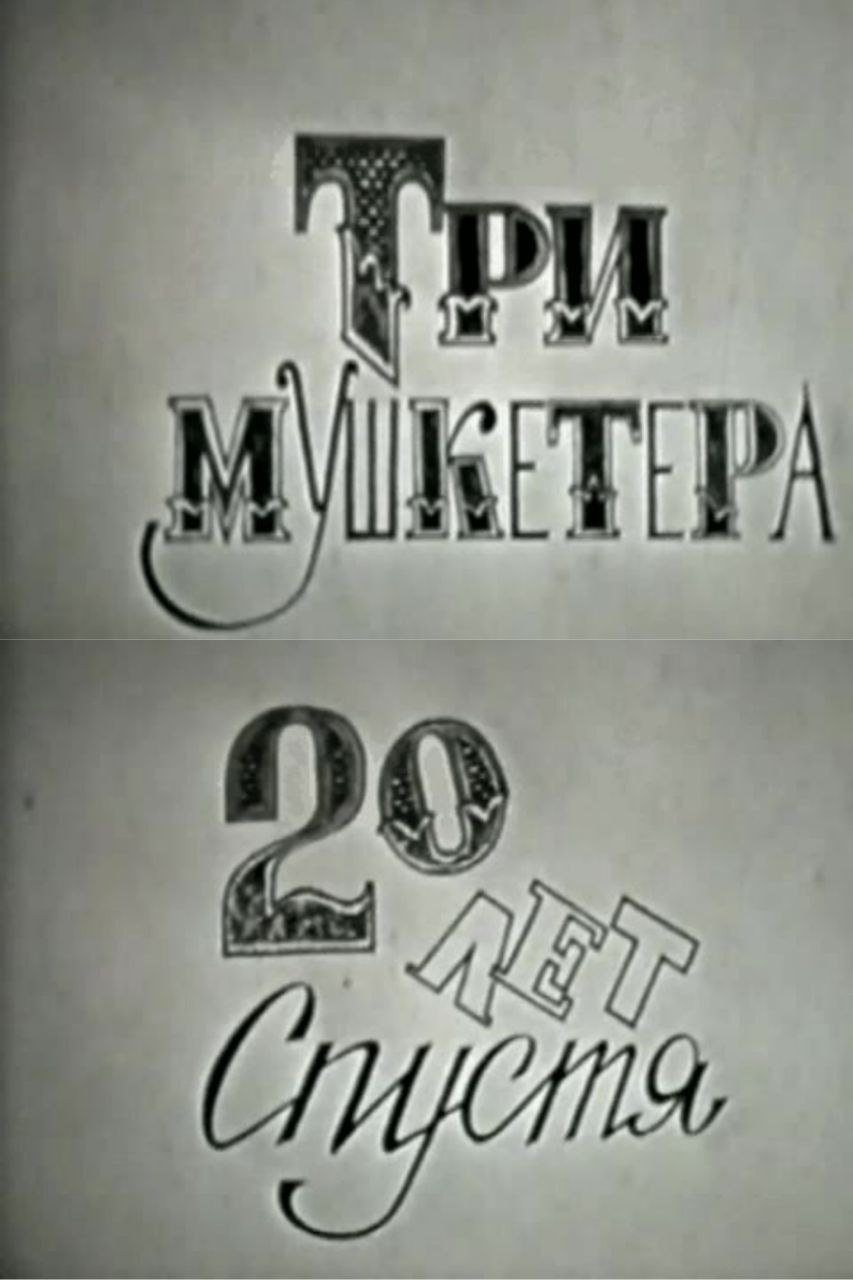 Три
мушкетера
20
лет
Спустя